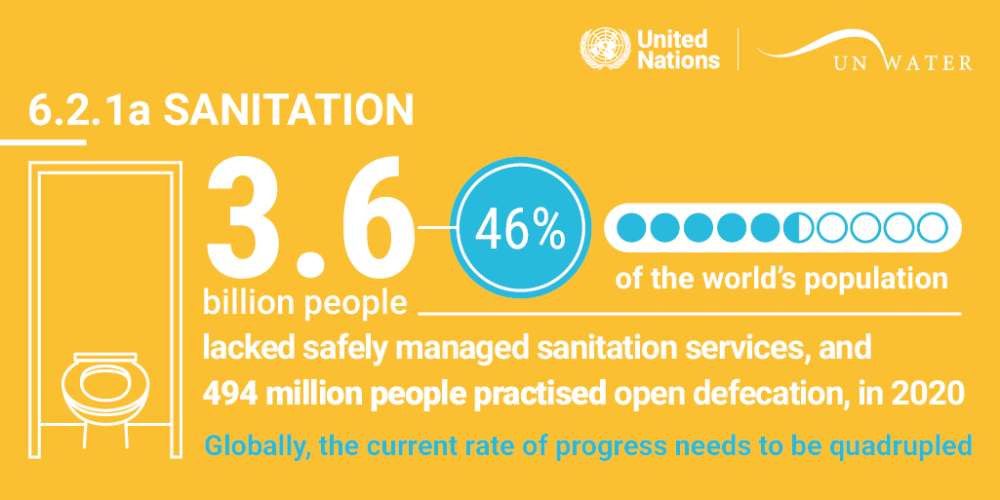 United
Nations
UN WATER
6.2.1a SANITATION
3.6
46%
billion people
of the world's population
lacked safely managed sanitation services, and
494 million people practised open defecation, in 2020
Globally, the current rate of progress needs to be quadrupled